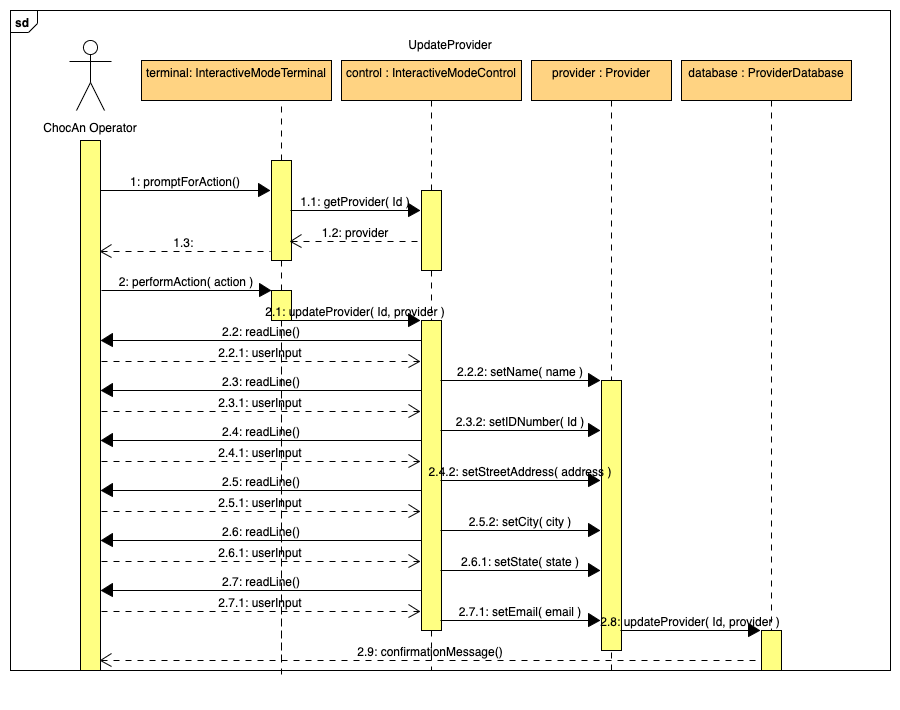 sd
UpdateProvider
terminal: InteractiveModeTerminal
control : InteractiveModeControl
provider : Provider
database : ProviderDatabase
ChocAn Operator
1: promptForAction()
1.1: getProvider( Id )
1.2: provider
1.3:
2: performAction( action )
2.1: updateProvider( Id, provider )
2.2: readLine()
2.2.1: userInput
2.2.2: setName( name )
2.3: readLine()
2.3.1: userInput
2.3.2: setIDNumber( Id )
2.4: readLine()
2.4.1: userInput
2.4.2: setStreetAddress( address )
2.5: readLine()
2.5.1: userInput
2.5.2: setCity( city )
2.6: readLine()
2.6.1: userInput
2.6.1: setState( state )
2.7: readLine()
2.7.1: userInput
2.7.1: setEmail( email )
2.8: updateProvider( Id, provider )
2.9: confirmationMessage()